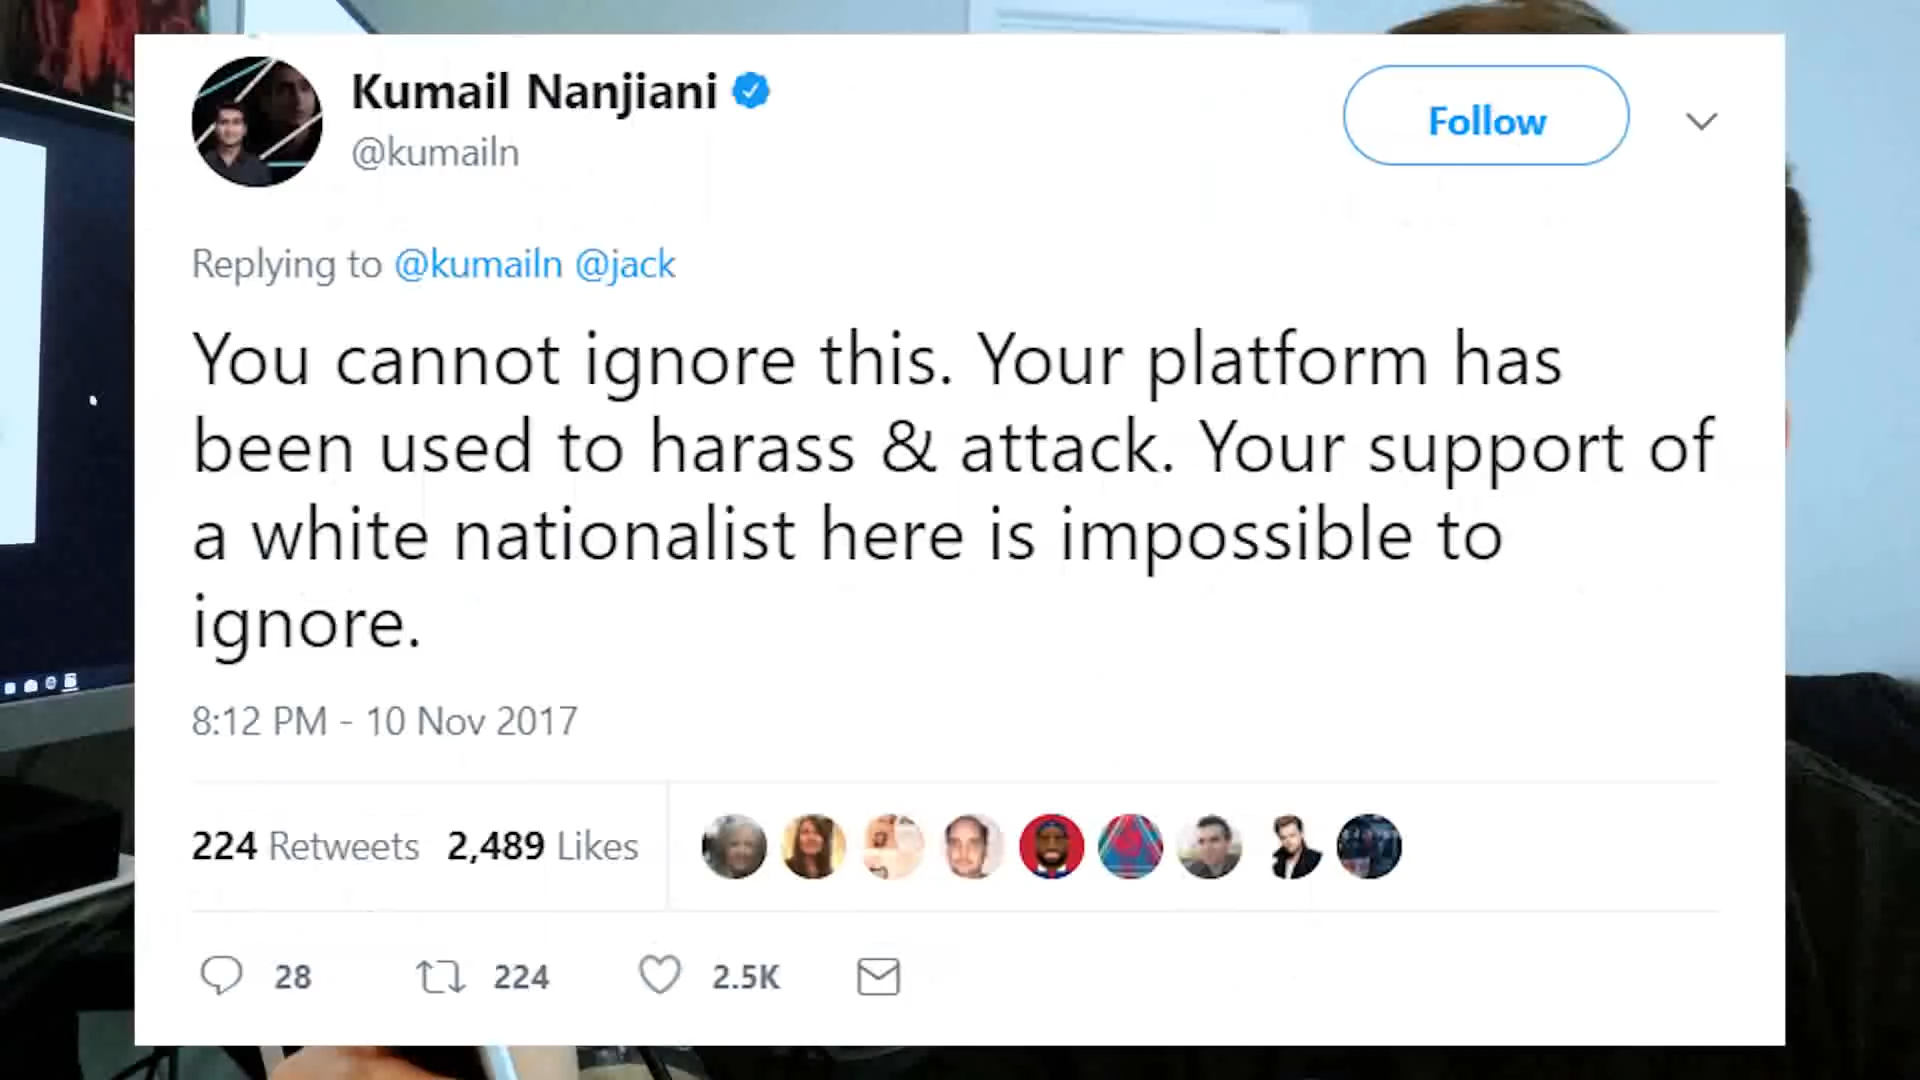 Kumail Nanjiani
@kumailn
Follow
Replying to @kumailn @jack
You cannot ignore this. Your platform has
been used to harass & attack. Your support of
a white nationalist here is impossible to
ignore.
8:12 PM - 10 Nov 2017
224 Retweets 2,489 Likes
28 224 2.5K